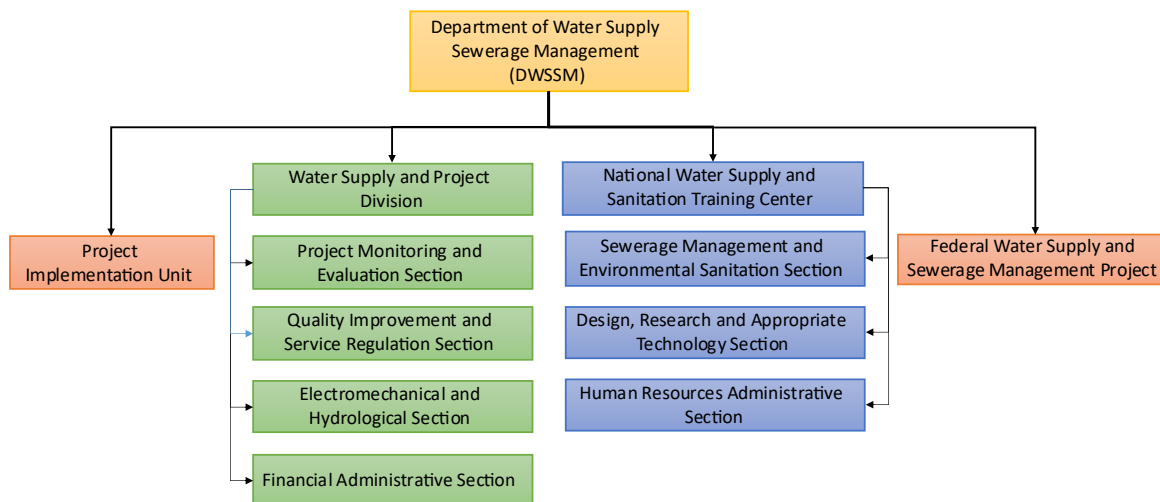 Department of Water Supply
Sewerage Management
(DWSSM)
Project
Implementation Unit
Water Supply and Project
Division
Project Monitoring and
Evaluation Section
Quality Improvement and
Service Regulation Section
Electromechanical and
Hydrological Section
Financial Administrative Section
National Water Supply and
Sanitation Training Center
Sewerage Management and
Environmental Sanitation Section
Design, Research and Appropriate
Technology Section
Human Resources Administrative
Section
Federal Water Supply and
Sewerage Management Project